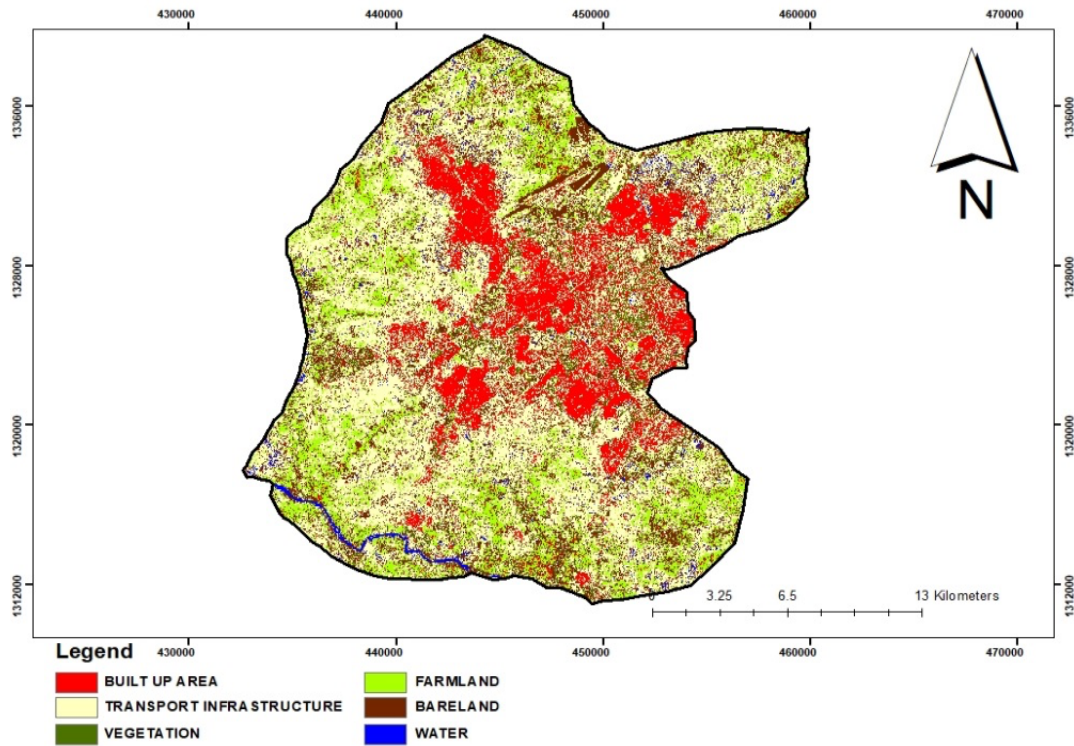 430000 440000 450000 460000 470000
1336000 1336000
N
1328000 1328000
1320000 1320000
1312000 1312000
0 3.25 6.5 13 Kilometers
430000 440000 450000 460000 470000
Legend
BUILT UP AREA FARMLAND
TRANSPORT INFRASTRUCTURE BARELAND
VEGETATION WATER